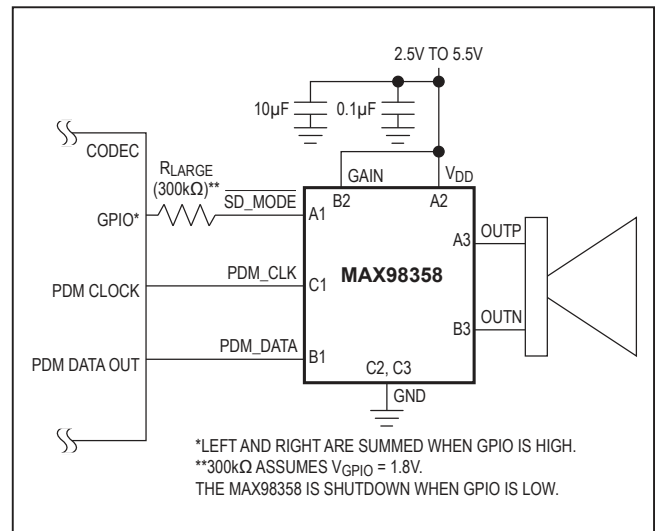 2.5V TO 5.5V
10µF
0.1µF
CODEC
RLARGE
(300kΩ)**
SD_MODE
GAIN
VDD
B2
A2
GPIO*
A1
A3
OUTP
PDM_CLK
MAX98358
PDM CLOCK
C1
B3
OUTN
PDM_DATA
PDM DATA OUT
B1
C2, C3
GND
*LEFT AND RIGHT ARE SUMMED WHEN GPIO IS HIGH.
**300kΩ ASSUMES VGPIO = 1.8V.
THE MAX98358 IS SHUTDOWN WHEN GPIO IS LOW.